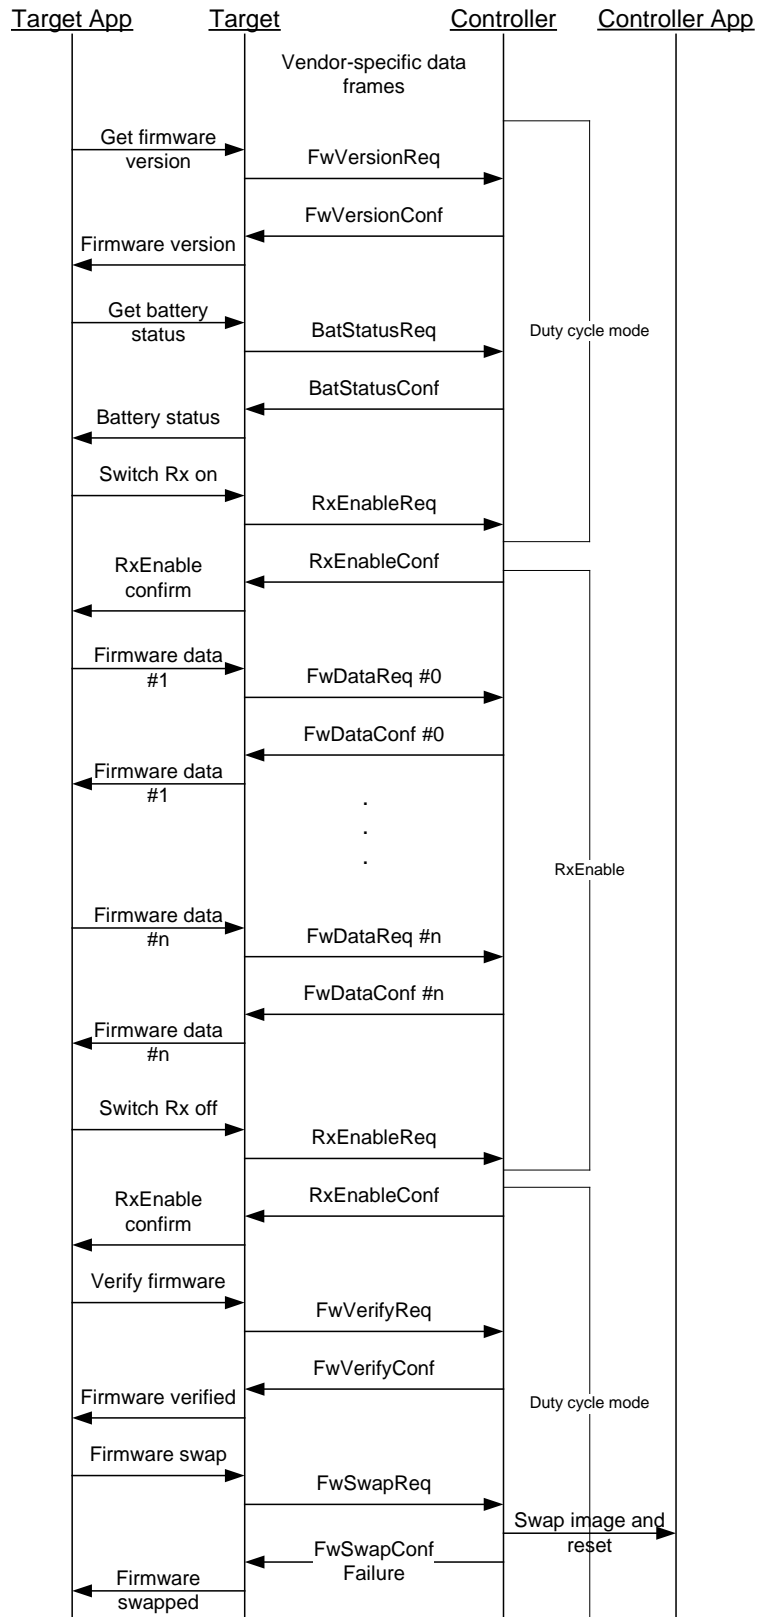 Target App
Target
Controller
Controller App
Vendor-specific data
frames
Get firmware
version
FwVersionReq
FwVersionConf
Firmware version
Get battery
status
BatStatusReq
Duty cycle mode
BatStatusConf
Battery status
Switch Rx on
RxEnableReq
RxEnableConf
RxEnable
confirm
Firmware data
#1
FwDataReq #0
FwDataConf #0
Firmware data
#1
.
.
.
RxEnable
Firmware data
#n
FwDataReq #n
FwDataConf #n
Firmware data
#n
Switch Rx off
RxEnableReq
RxEnableConf
RxEnable
confirm
Verify firmware
FwVerifyReq
FwVerifyConf
Firmware verified
Duty cycle mode
Firmware swap
FwSwapReq
Swap image and
reset
FwSwapConf
Failure
Firmware
swapped